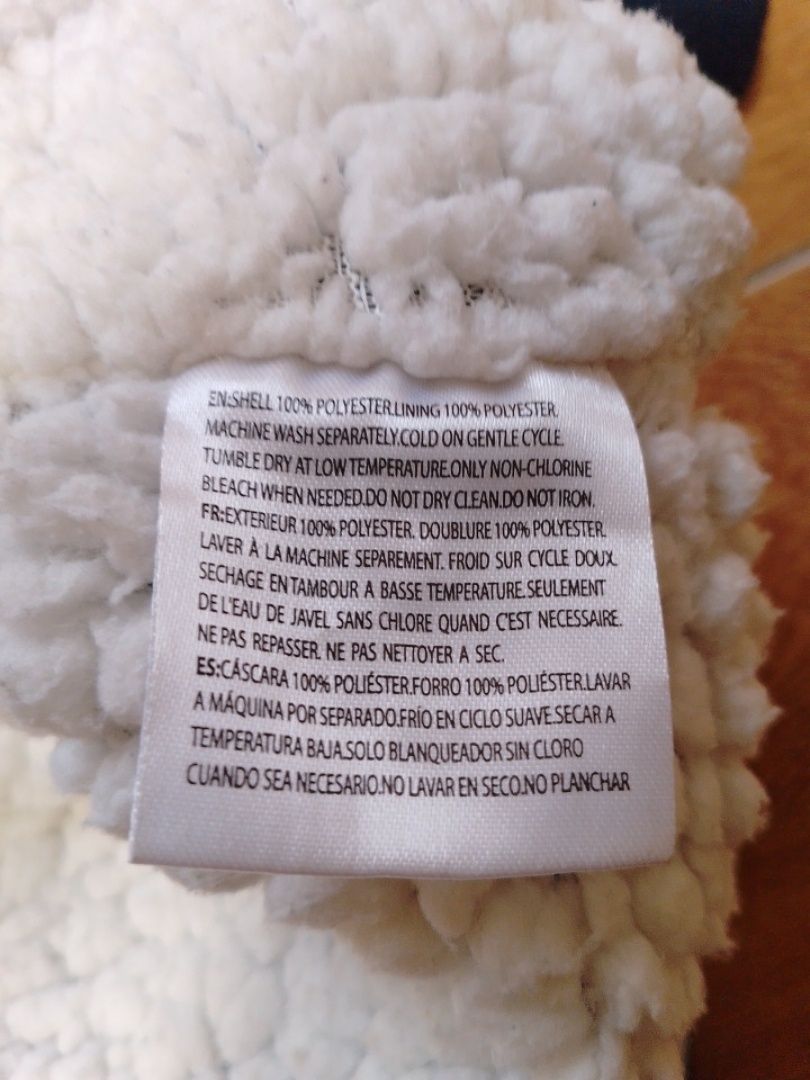 EN:SHELL 100% POLYESTER.LINING 100% POLYESTER.
MACHINE WASH SEPARATELY.COLD ON GENTLE CYCLE.
TUMBLE DRY AT LOW TEMPERATURE.ONLY NON-CHLORINE
BLEACH WHEN NEEDED.DO NOT DRY CLEAN.DO NOT IRON.
FR:EXTERIEUR 100% POLYESTER. DOUBLURE 100% POLYESTER.
LAVER À LA MACHINE SEPAREMENT. FROID SUR CYCLE DOUX.
SECHAGE EN TAMBOUR A BASSE TEMPERATURE.SEULEMENT
DE L'EAU DE JAVEL SANS CHLORE QUAND C'EST NECESSAIRE.
NE PAS REPASSER. NE PAS NETTOYER A SEC.
ES:CÁSCARA 100% POLIÉSTER.FORRO 100% POLIÉSTER.LAVAR
A MÁQUINA POR SEPARADO.FRÍO EN CICLO SUAVE.SECAR A
TEMPERATURA BAJA.SOLO BLANQUEADOR SIN CLORO
CUANDO SEA NECESARIO.NO LAVAR EN SECO.NO PLANCHAR